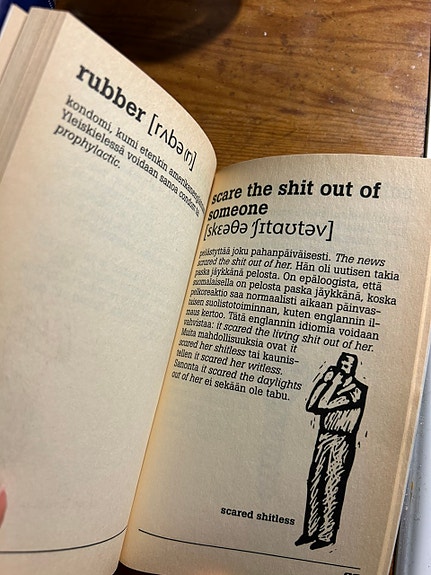 rubber [rʌbə(r)]
kondomi, kumi etenkin amerikanenglan
Yleiskielessä voidaan sanoa condom tai
prophylactic.
scare the shit out of
someone
[skɛəðə ʃɪtaʊtəv]
pelästyttää joku pahanpäiväisesti. The news
scared the shit out of her. Hän oli uutisen takia
paska jäykkänä pelosta. On epäloogista, että
suomalaisella on pelosta paska jäykkänä, koska
pelkoreaktio saa normaalisti aikaan päinvas-
taisen suolistotoiminnan, kuten englannin il-
maus kertoo. Tätä englannin idiomia voidaan
vahvistaa: it scared the living shit out of her.
Muita mahdollisuuksia ovat it
scared her shitless tai kaunis-
tellen it scared her witless.
Sanonta it scared the daylights
out of her ei sekään ole tabu.
scared shitless